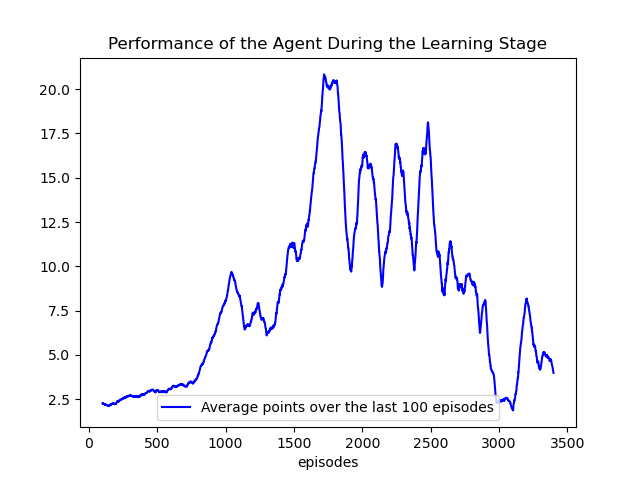 Performance of the Agent During the Learning Stage
20.0
17.5
15.0
12.5
10.0
7.5
5.0
2.5
Average points over the last 100 episodes
0 500 1000 1500 2000 2500 3000 3500
episodes